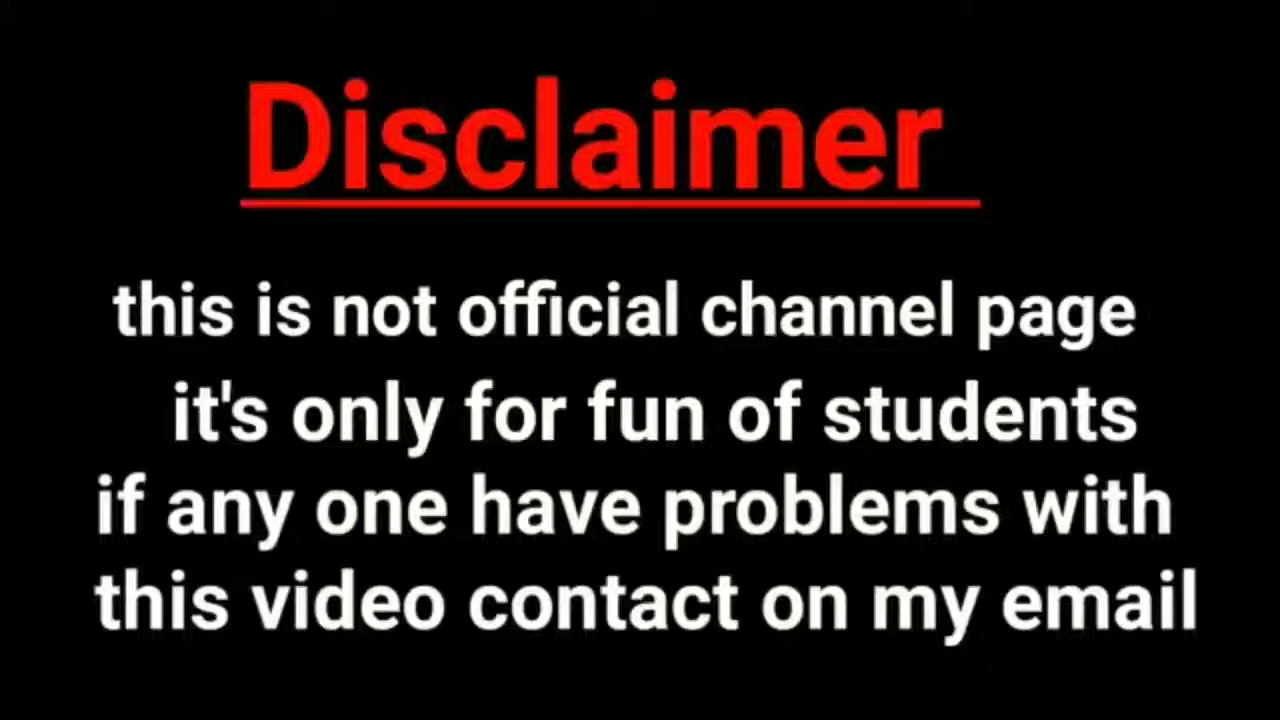 Disclaimer
this is not official channel page
it's only for fun of students
if any one have problems with
this video contact on my email